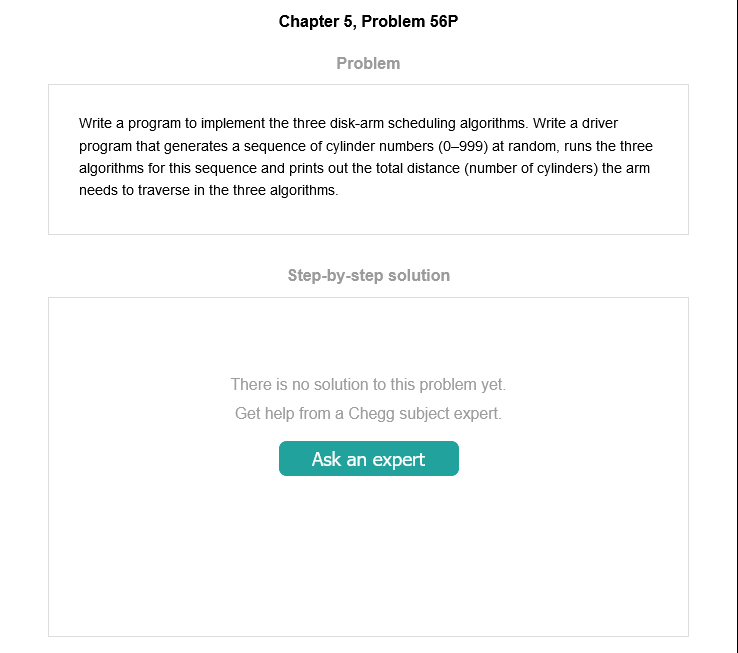 Chapter 5, Problem 56P
Problem
Write a program to implement the three disk-arm scheduling algorithms. Write a driver
program that generates a sequence of cylinder numbers (0–999) at random, runs the three
algorithms for this sequence and prints out the total distance (number of cylinders) the arm
needs to traverse in the three algorithms.
Step-by-step solution
There is no solution to this problem yet.
Get help from a Chegg subject expert.
Ask an expert